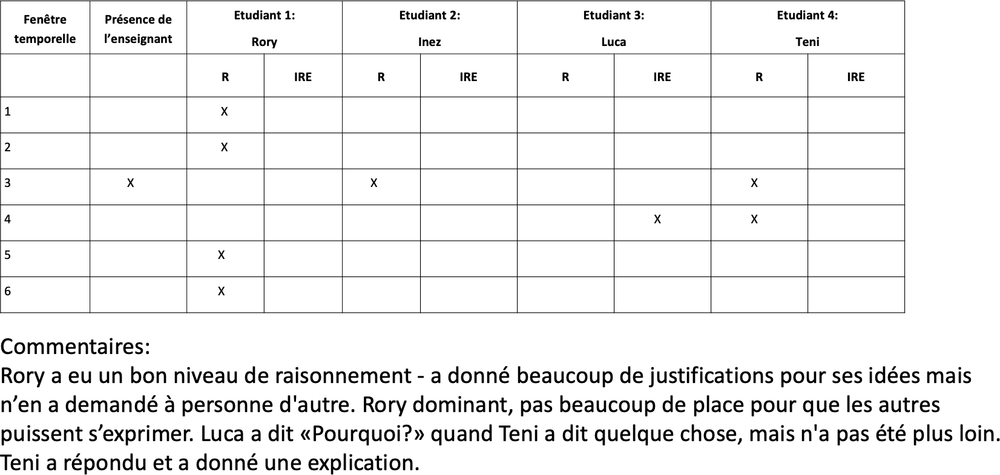 Fenêtre temporelle Présence de l’enseignant Etudiant 1: Rory Etudiant 2: Inez Etudiant 3: Luca Etudiant 4: Teni
R IRE R IRE R IRE R IRE
1 X
2 X
3 X X X
4 X X
5 X
6 X
Commentaires:
Rory a eu un bon niveau de raisonnement - a donné beaucoup de justifications pour ses idées mais
n’en a demandé à personne d'autre. Rory dominant, pas beaucoup de place pour que les autres
puissent s’exprimer. Luca a dit «Pourquoi?» quand Teni a dit quelque chose, mais n'a pas été plus loin.
Teni a répondu et a donné une explication.